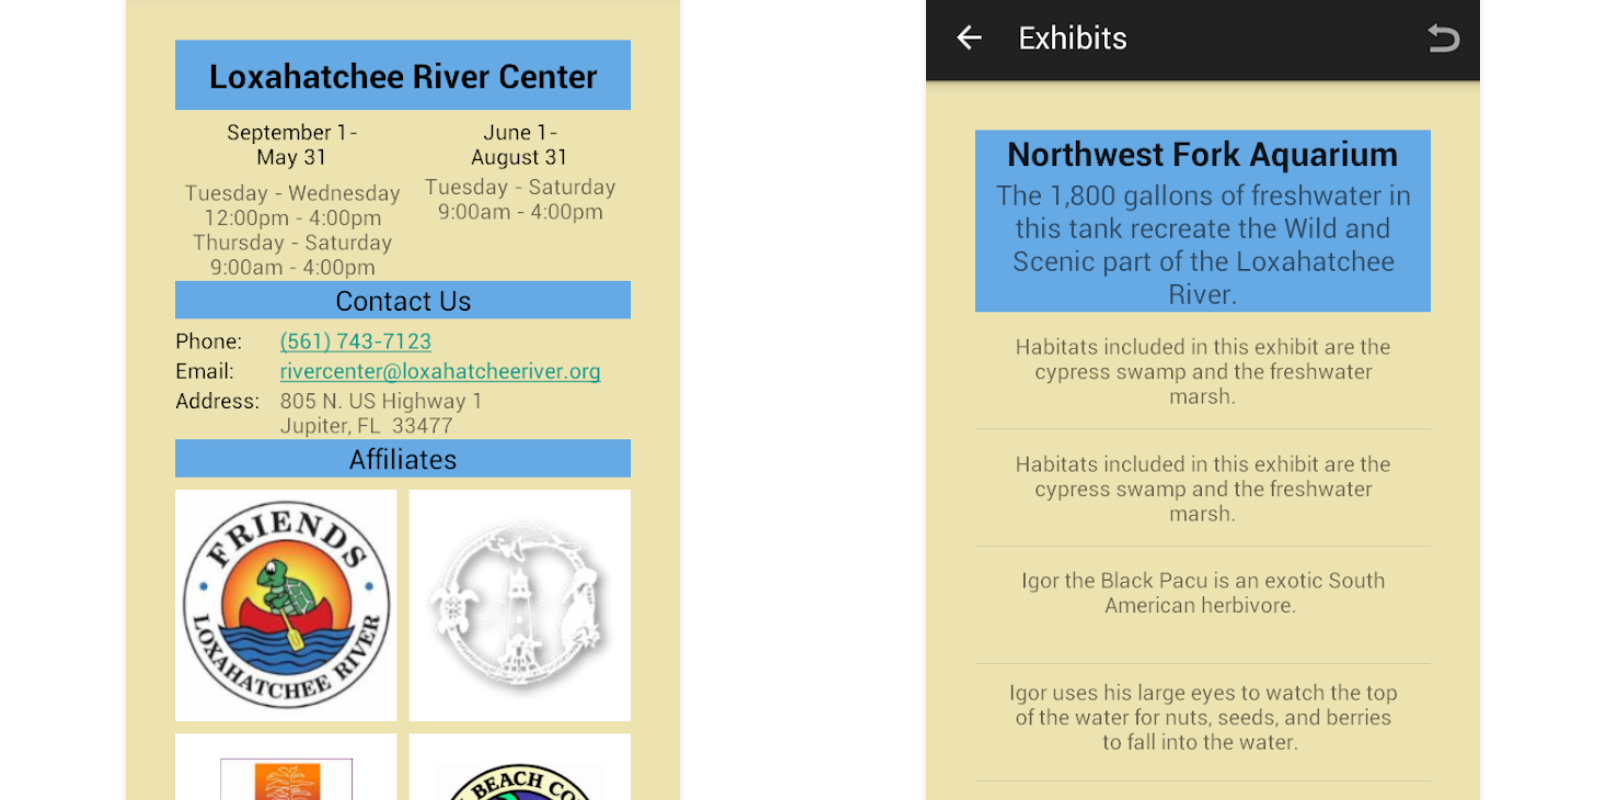 Loxahatchee River Center
September 1-
May 31
Tuesday - Wednesday
12:00pm - 4:00pm
Thursday - Saturday
9:00am - 4:00pm
June 1-
August 31
Tuesday - Saturday
9:00am - 4:00pm
Contact Us
Phone: (561) 743-7123
Email: rivercenter@loxahatcheeriver.org
Address: 805 N. US Highway 1
Jupiter, FL 33477
Affiliates
FRIENDS
LOXAHATCHEE RIVER
BEACH CO
Exhibits
Northwest Fork Aquarium
The 1,800 gallons of freshwater in
this tank recreate the Wild and
Scenic part of the Loxahatchee
River.
Habitats included in this exhibit are the
cypress swamp and the freshwater
marsh.
Habitats included in this exhibit are the
cypress swamp and the freshwater
marsh.
Igor the Black Pacu is an exotic South
American herbivore.
Igor uses his large eyes to watch the top
of the water for nuts, seeds, and berries
to fall into the water.